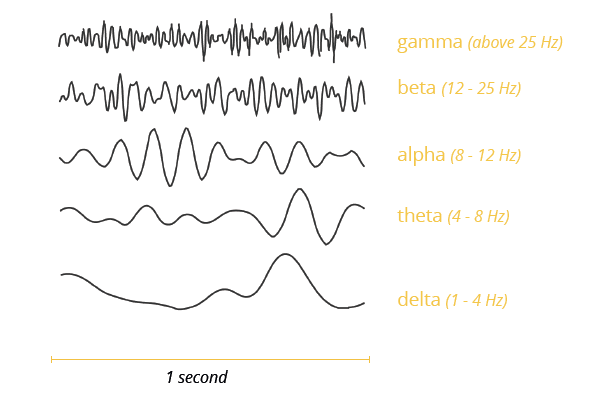 gamma (above 25 Hz)
beta (12 - 25 Hz)
alpha (8 - 12 Hz)
theta (4 - 8 Hz)
delta (1 - 4 Hz)
1 second